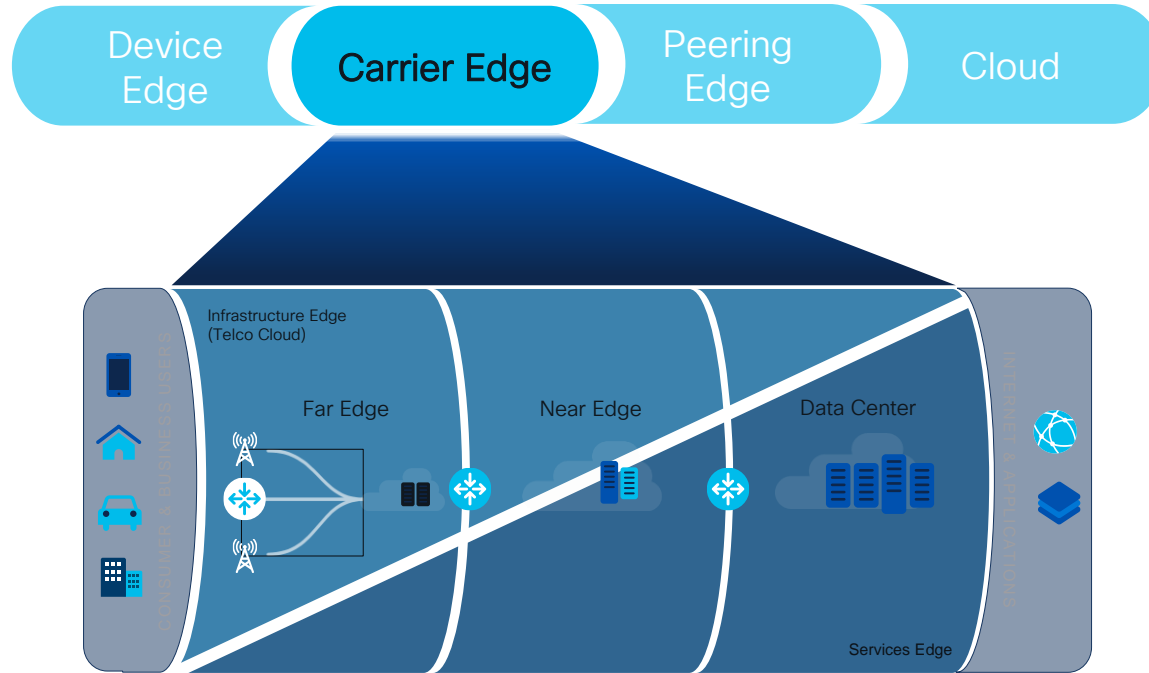 Device
Edge
Carrier Edge
Peering
Edge
Cloud
Infrastructure Edge
(Telco Cloud)
Far Edge
Near Edge
Data Center
CONSUMER & BUSINESS USERS
INTERNET & APPLICATIONS
Services Edge